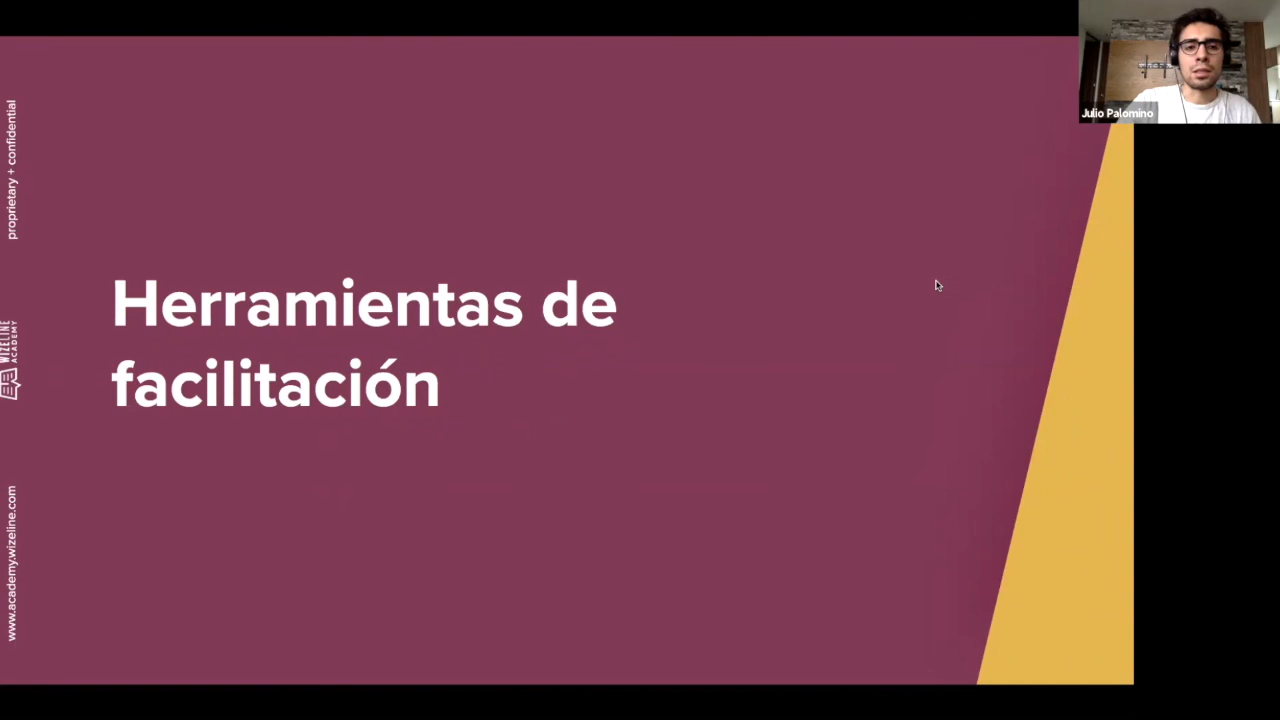 Herramientas de
facilitación
proprietary + confidential
WIZELINE
ACADEMY
www.academy.wizeline.com
Julio Palomino